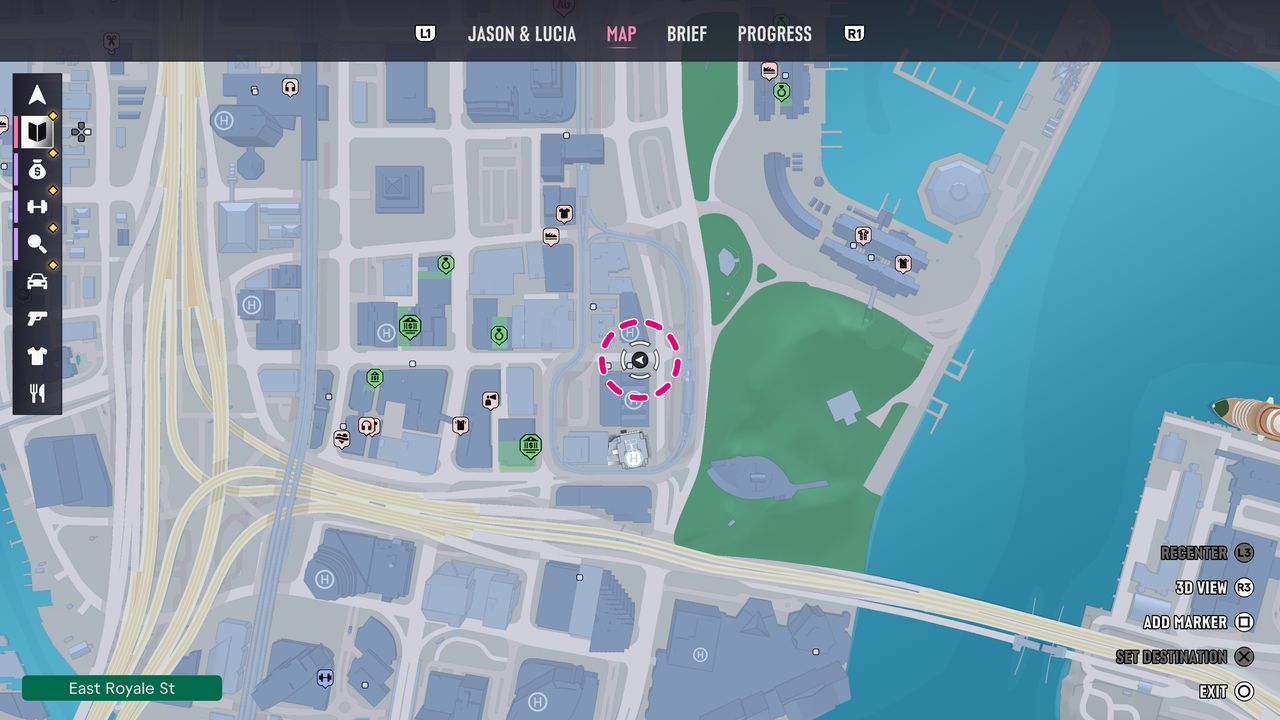 AG
L1 JASON & LUCIA MAP BRIEF PROGRESS R1
H
H
H
H
H
H
H
H
H
H
RECENTER L3
3D VIEW R3
ADD MARKER
SET DESTINATION
EXIT
East Royale St